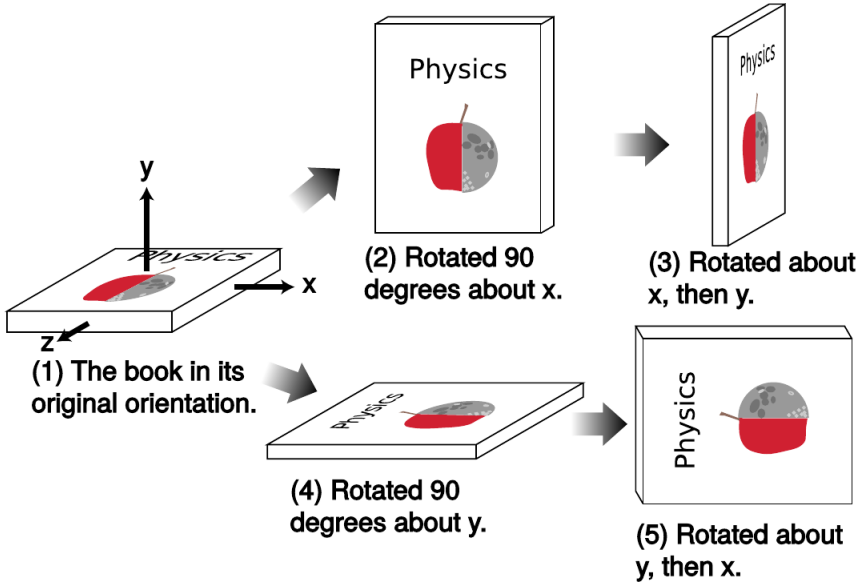 Physics
Physics
y
(2) Rotated 90
degrees about x.
(3) Rotated about
x, then y.
Physics
x
z
(1) The book in its
original orientation.
Physics
(4) Rotated 90
degrees about y.
Physics
(5) Rotated about
y, then x.